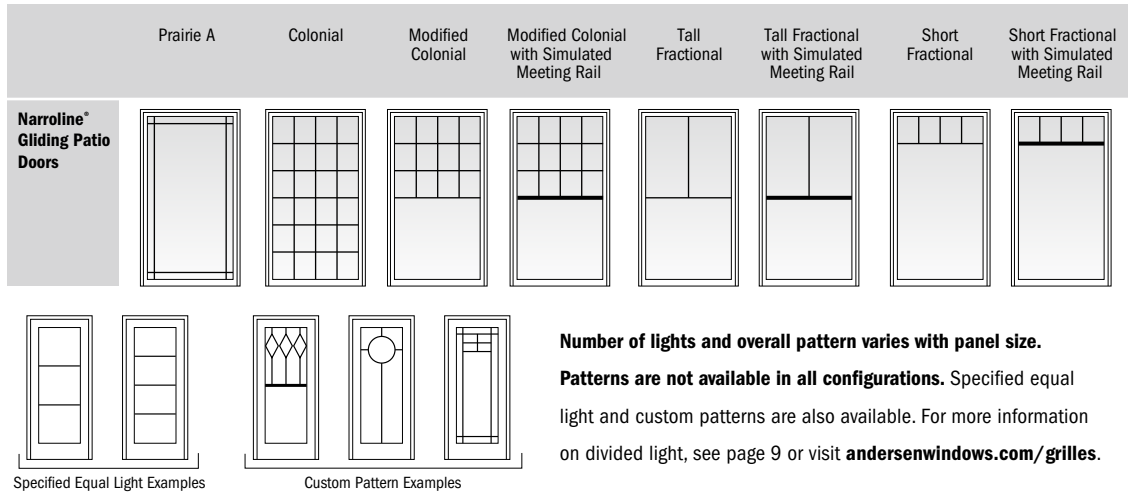 Prairie A
Colonial
Modified
Colonial
Modified Colonial
with Simulated
Meeting Rail
Tall
Fractional
Tall Fractional
with Simulated
Meeting Rail
Short
Fractional
Short Fractional
with Simulated
Meeting Rail
Narroline®
Gliding Patio
Doors
Specified Equal Light Examples
Custom Pattern Examples
Number of lights and overall pattern varies with panel size.
Patterns are not available in all configurations. Specified equal
light and custom patterns are also available. For more information
on divided light, see page 9 or visit andersenwindows.com/grilles.